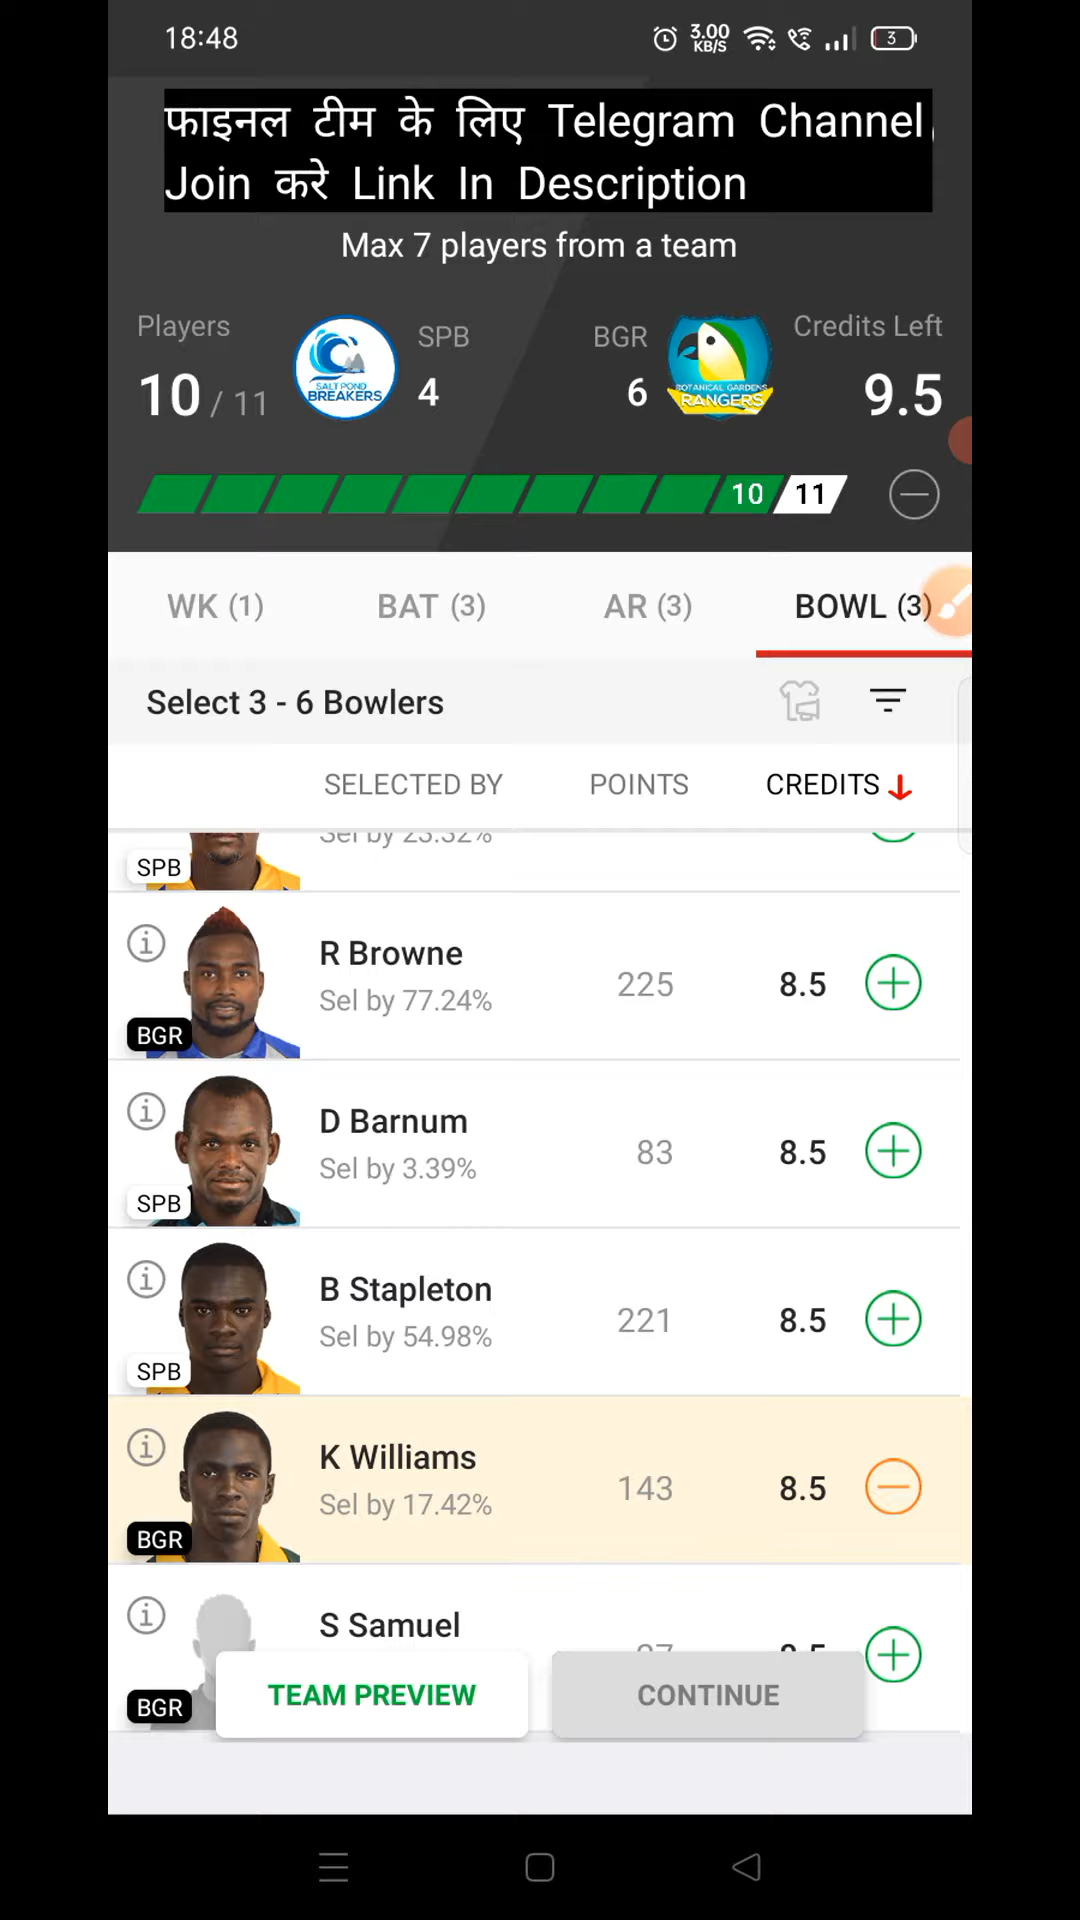 18:48
3.00
KB/S
3
फाइनल टीम के लिए Telegram Channel
Join करे Link In Description
Max 7 players from a team
Players
SPB
BGR
Credits Left
10 / 11
SALT POND
BREAKERS
4
6
BOTANICAL GARDENS
RANGERS
9.5
10
11
WK (1)
BAT (3)
AR (3)
BOWL (3)
Select 3 - 6 Bowlers
SELECTED BY
POINTS
CREDITS
Sel by 23.32%
SPB
R Browne
Sel by 77.24%
225
8.5
BGR
D Barnum
Sel by 3.39%
83
8.5
SPB
B Stapleton
Sel by 54.98%
221
8.5
SPB
K Williams
Sel by 17.42%
143
8.5
BGR
S Samuel
BGR
TEAM PREVIEW
CONTINUE